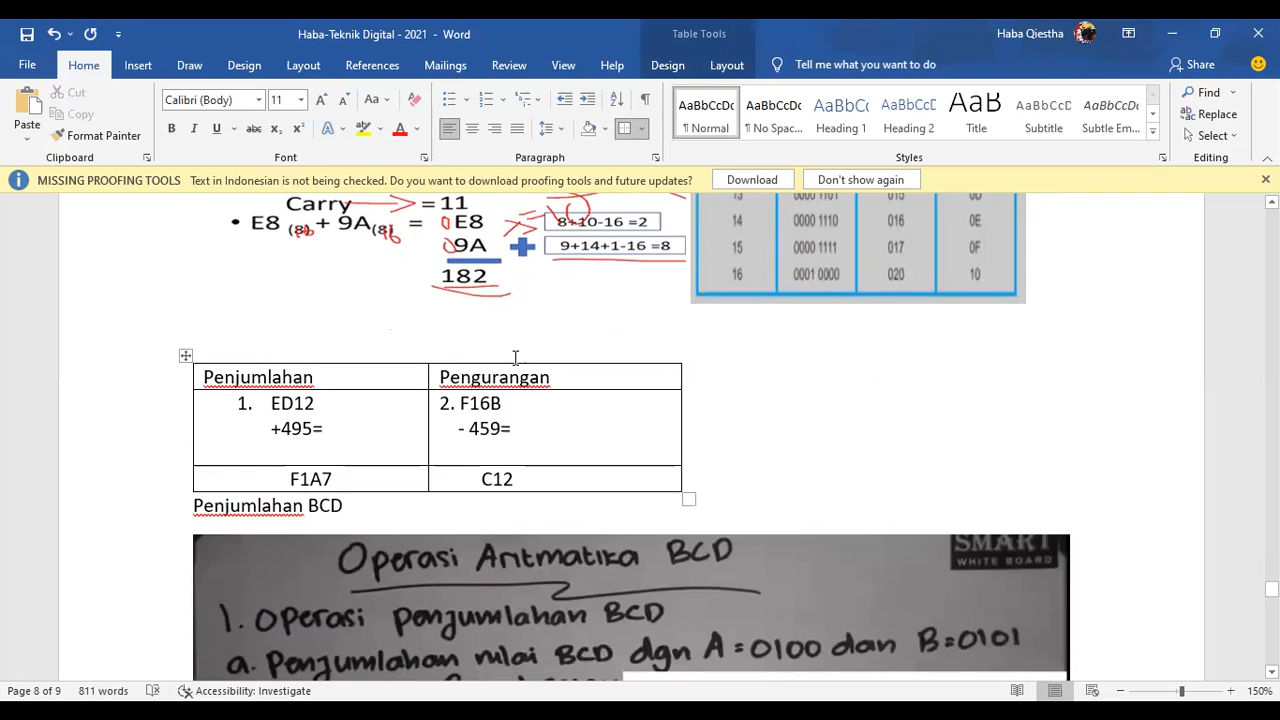 Haba-Teknik Digital - 2021 - Word
Table Tools
Haba Qiestha
File Home Insert Draw Design Layout References Mailings Review View Help Design Layout Tell me what you want to do Share
Paste
Cut
Copy
Format Painter
Clipboard
Calibri (Body) 11
Font
Paragraph
AaBbCcDc AaBbCcDc AaBbCc AaBbCcD AaB AaBbCcD AaBbCcDc
¶ Normal ¶ No Spac... Heading 1 Heading 2 Title Subtitle Subtle Em...
Styles
Find
Replace
Select
Editing
MISSING PROOFING TOOLS Text in Indonesian is not being checked. Do you want to download proofing tools and future updates? Download Don't show again
Carry = 11
• E8 (8) + 9A(8) = 0E8
8+10-16 =2
09A
9+14+1-16 =8
182
13 0000 1101 015 0D
14 0000 1110 016 0E
15 0000 1111 017 0F
16 0001 0000 020 10
Penjumlahan Pengurangan
1. ED12 2. F16B
+495= - 459=
F1A7 C12
Penjumlahan BCD
Operasi Aritmatika BCD
SMART
WHITE BOARD
1. Operasi penjumlahan BCD
a. Penjumlahan nilai BCD dgn A = 0100 dan B = 0101
Page 8 of 9 811 words Accessibility: Investigate 150%